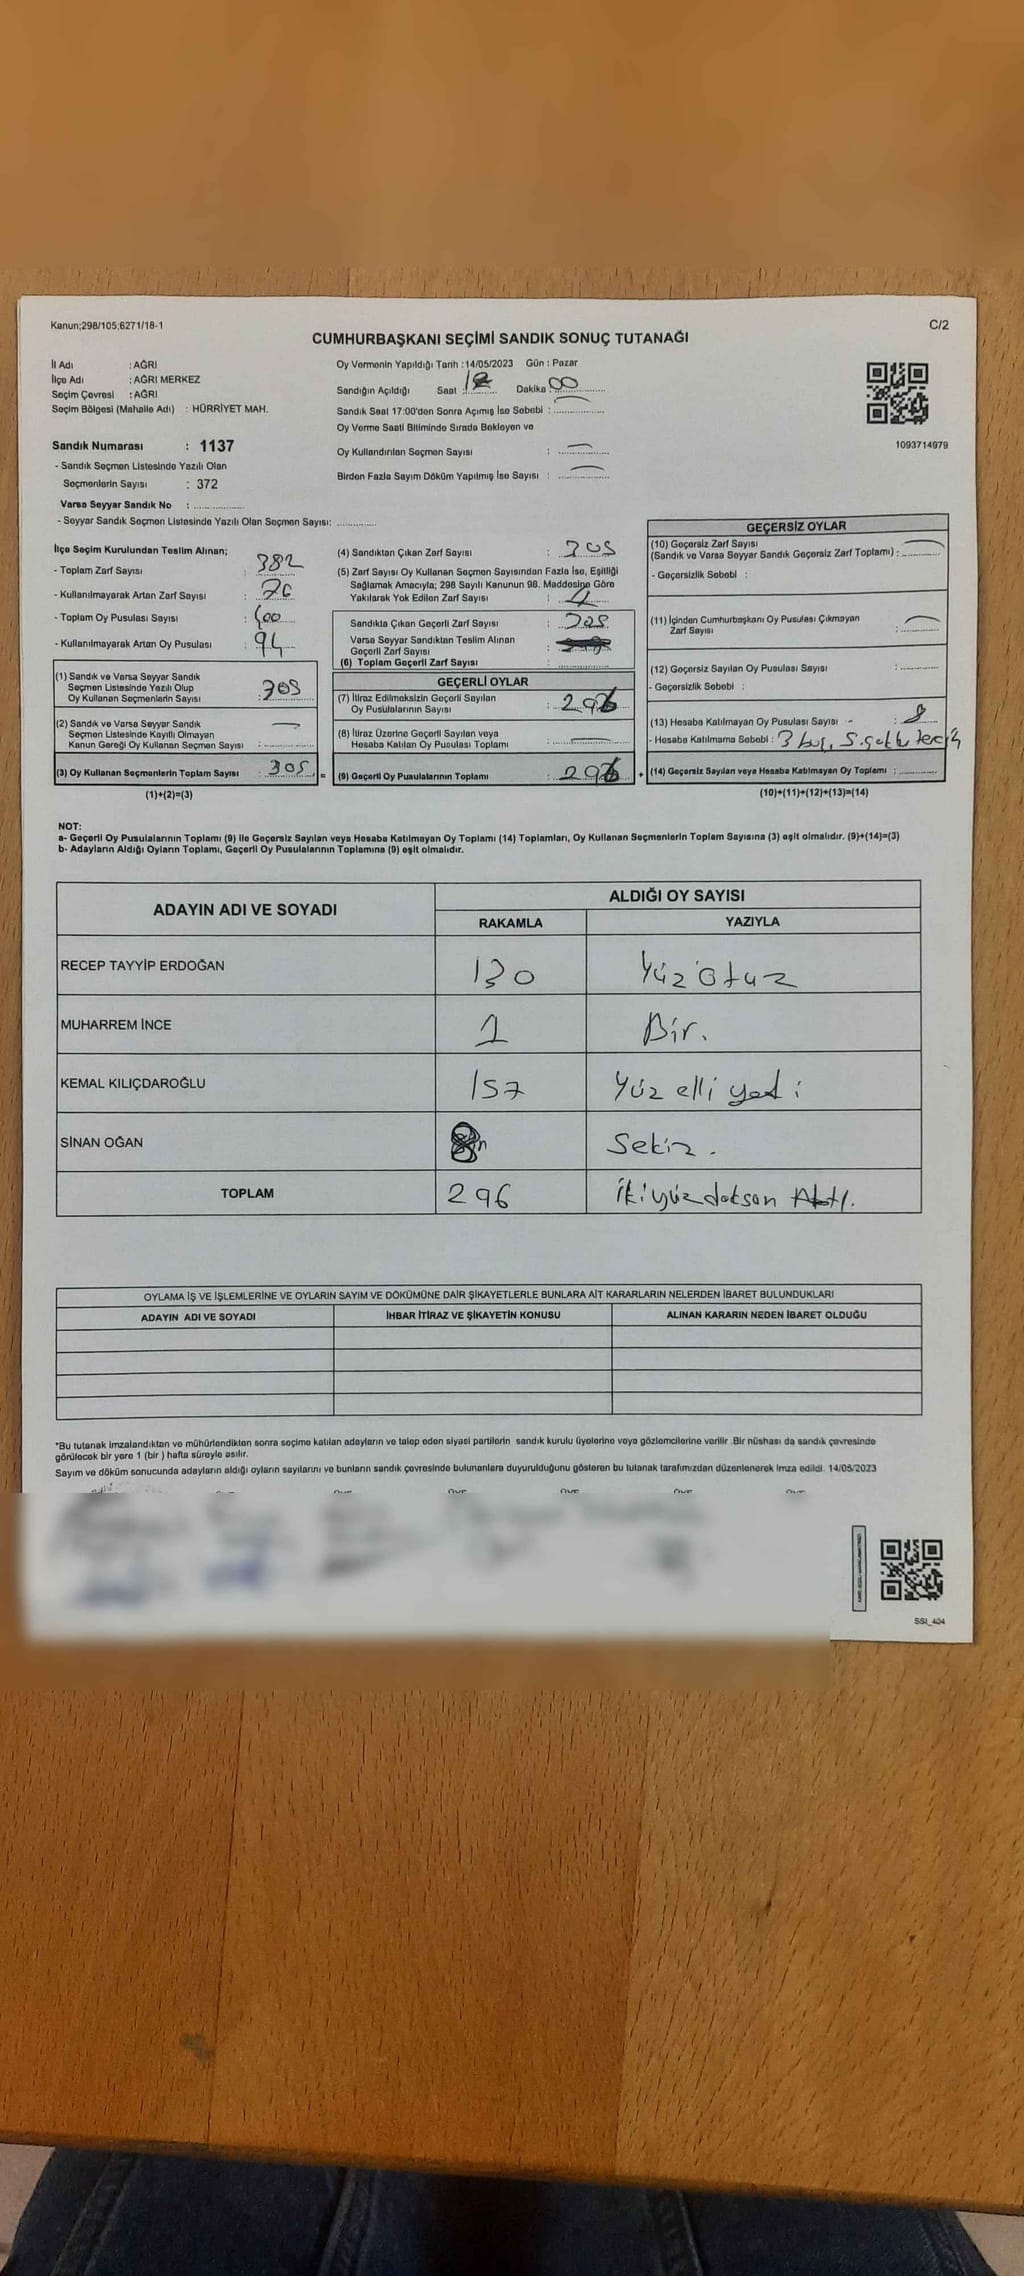 Kanun;298/105;6271/18-1
C/2
CUMHURBAŞKANI SEÇİMİ SANDIK SONUÇ TUTANAĞI
İl Adı : AĞRI
İlçe Adı : AĞRI MERKEZ
Seçim Çevresi : AĞRI
Seçim Bölgesi (Mahalle Adı) : HÜRRİYET MAH.
Sandık Numarası : 1137
- Sandık Seçmen Listesinde Yazılı Olan
Seçmenlerin Sayısı : 372
Varsa Seyyar Sandık No :
- Seyyar Sandık Seçmen Listesinde Yazılı Olan Seçmen Sayısı:
Oy Vermenin Yapıldığı Tarih :14/05/2023 Gün : Pazar
Sandığın Açıldığı Saat : Dakika : 00
Sandık Saat 17:00'den Sonra Açımış İse Sebebi :
Oy Verme Saati Bitiminde Sırada Bekleyen ve
Oy Kullandırılan Seçmen Sayısı : —
Birden Fazla Sayım Döküm Yapılmış İse Sayısı : —
1093714979
İlçe Seçim Kurulundan Teslim Alınan;
- Toplam Zarf Sayısı : 382
- Kullanılmayarak Artan Zarf Sayısı : 76
- Toplam Oy Pusulası Sayısı : 400
- Kullanılmayarak Artan Oy Pusulası : 94
(1) Sandık ve Varsa Seyyar Sandık
Seçmen Listesinde Yazılı Olup
Oy Kullanan Seçmenlerin Sayısı : 305
(2) Sandık ve Varsa Seyyar Sandık
Seçmen Listesinde Kayıtlı Olmayan
Kanun Gereği Oy Kullanan Seçmen Sayısı : —
(3) Oy Kullanan Seçmenlerin Toplam Sayısı : 305 =
(1)+(2)=(3)
(4) Sandıktan Çıkan Zarf Sayısı : 305
(5) Zarf Sayısı Oy Kullanan Seçmen Sayısından Fazla İse, Eşitliği
Sağlamak Amacıyla; 298 Sayılı Kanunun 98. Maddesine Göre
Yakılarak Yok Edilen Zarf Sayısı :
Sandıkta Çıkan Geçerli Zarf Sayısı : 305
Varsa Seyyar Sandıktan Teslim Alınan
Geçerli Zarf Sayısı :
(6) Toplam Geçerli Zarf Sayısı :
GEÇERLİ OYLAR
(7) İtiraz Edilmeksizin Geçerli Sayılan
Oy Pusulalarının Sayısı : 296
(8) İtiraz Üzerine Geçerli Sayılan veya
Hesaba Katılan Oy Pusulası Toplamı : —
(9) Geçerli Oy Pusulalarının Toplamı : 296 +
GEÇERSİZ OYLAR
(10) Geçersiz Zarf Sayısı
(Sandık ve Varsa Seyyar Sandık Geçersiz Zarf Toplamı) : —
- Geçersizlik Sebebi :
(11) İçinden Cumhurbaşkanı Oy Pusulası Çıkmayan
Zarf Sayısı : —
(12) Geçersiz Sayılan Oy Pusulası Sayısı :
- Geçersizlik Sebebi :
(13) Hesaba Katılmayan Oy Pusulası Sayısı - :
- Hesaba Katılmama Sebebi : 3 boş,
(14) Geçersiz Sayılan veya Hesaba Katılmayan Oy Toplamı :
(10)+(11)+(12)+(13)=(14)
NOT:
a- Geçerli Oy Pusulalarının Toplamı (9) ile Geçersiz Sayılan veya Hesaba Katılmayan Oy Toplamı (14) Toplamları, Oy Kullanan Seçmenlerin Toplam Sayısına (3) eşit olmalıdır. (9)+(14)=(3)
b- Adayların Aldığı Oyların Toplamı, Geçerli Oy Pusulalarının Toplamına (9) eşit olmalıdır.
ADAYIN ADI VE SOYADI
ALDIĞI OY SAYISI
RAKAMLA YAZIYLA
RECEP TAYYİP ERDOĞAN 130 Yüz otuz
MUHARREM İNCE 1 Bir.
KEMAL KILIÇDAROĞLU 157 Yüz elli yedi
SİNAN OĞAN 8 Sekiz.
TOPLAM 296 İkiyüzdoksan Altı.
OYLAMA İŞ VE İŞLEMLERİNE VE OYLARIN SAYIM VE DÖKÜMÜNE DAİR ŞİKAYETLERLE BUNLARA AİT KARARLARIN NELERDEN İBARET BULUNDUKLARI
ADAYIN ADI VE SOYADI İHBAR İTİRAZ VE ŞİKAYETİN KONUSU ALINAN KARARIN NEDEN İBARET OLDUĞU
*Bu tutanak imzalandıktan ve mühürlendikten sonra seçime katılan adayların ve talep eden siyasi partilerin sandık kurulu üyelerine veya gözlemcilerine verilir .Bir nüshası da sandık çevresinde
görülecek bir yere 1 (bir ) hafta süreyle asılır.
Sayım ve döküm sonucunda adayların aldığı oyların sayılarını ve bunların sandık çevresinde bulunanlara duyurulduğunu gösteren bu tutanak tarafımızdan düzenlenerek imza edildi. 14/05/2023
SSI_404